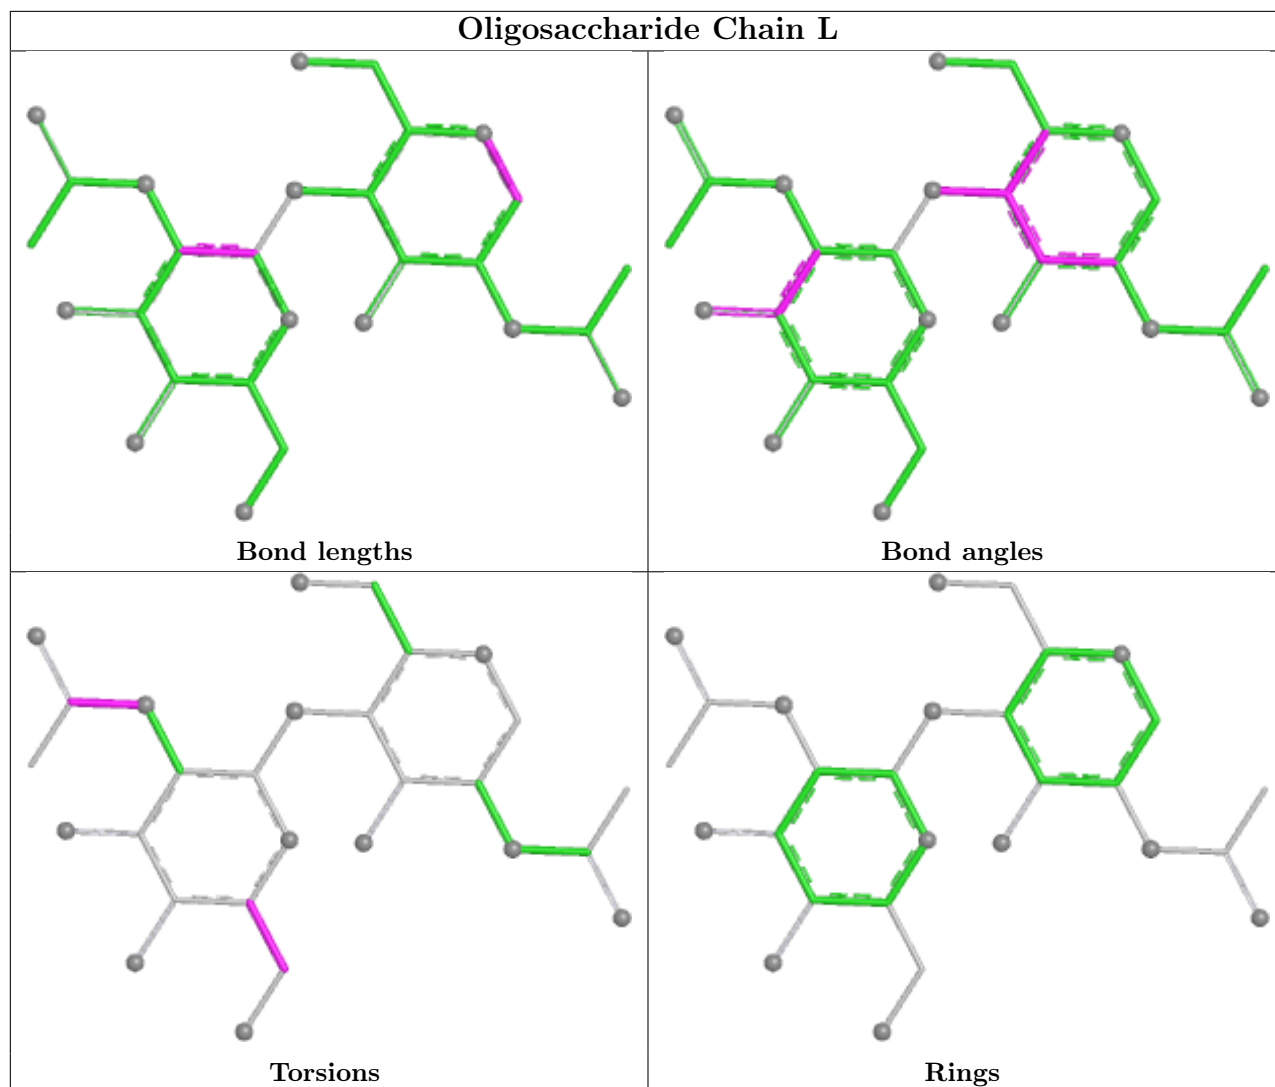 Oligosaccharide Chain L
Bond lengths
Bond angles
Torsions
Rings